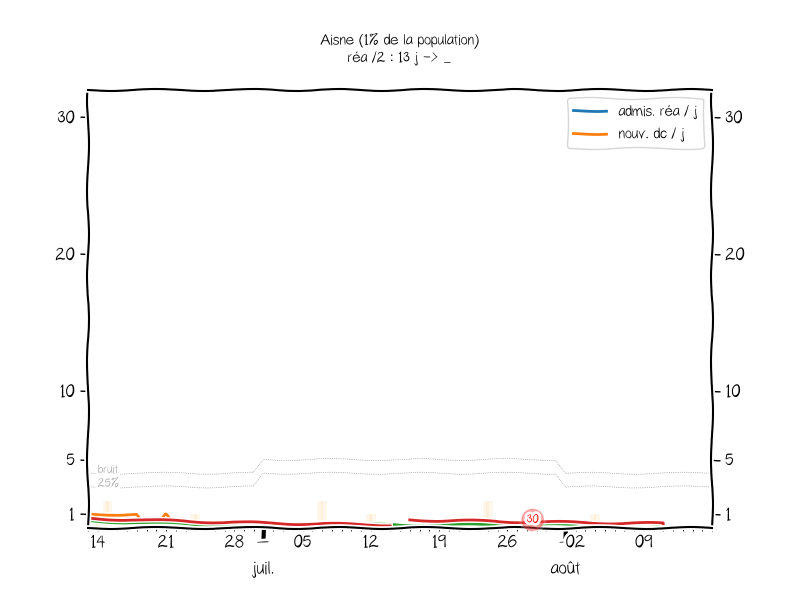 Aisne (1% de la population)
réa /2 : 13 j -> _
30
20
10
5
1
30
20
10
5
1
admis. réa / j
nouv. dc / j
bruit
25%
30
14 21 28 05 12 19 26 02 09
juil. août